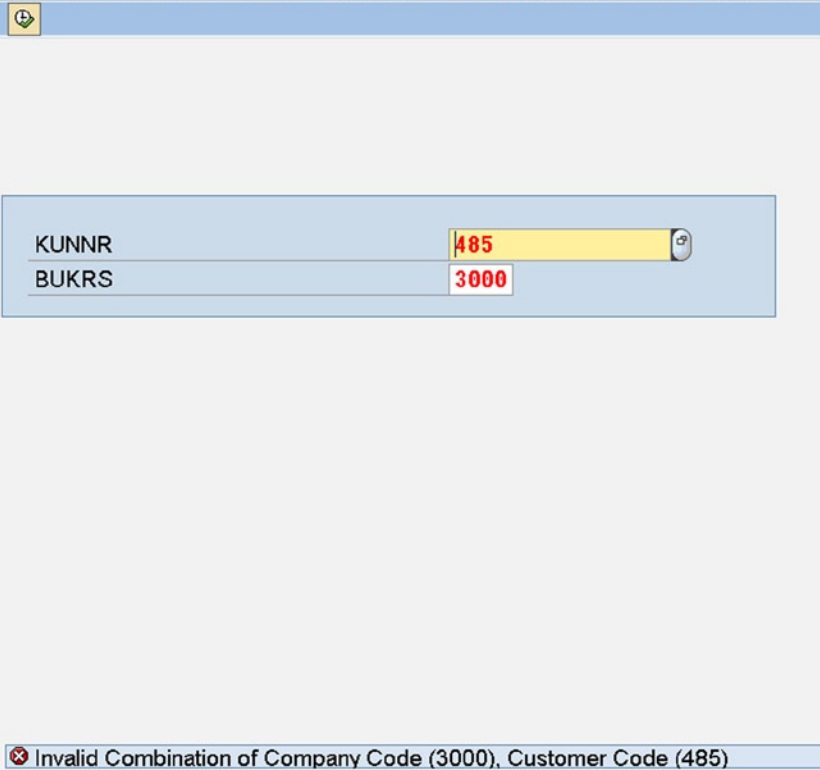 KUNNR 485
BUKRS 3000
Invalid Combination of Company Code (3000), Customer Code (485)